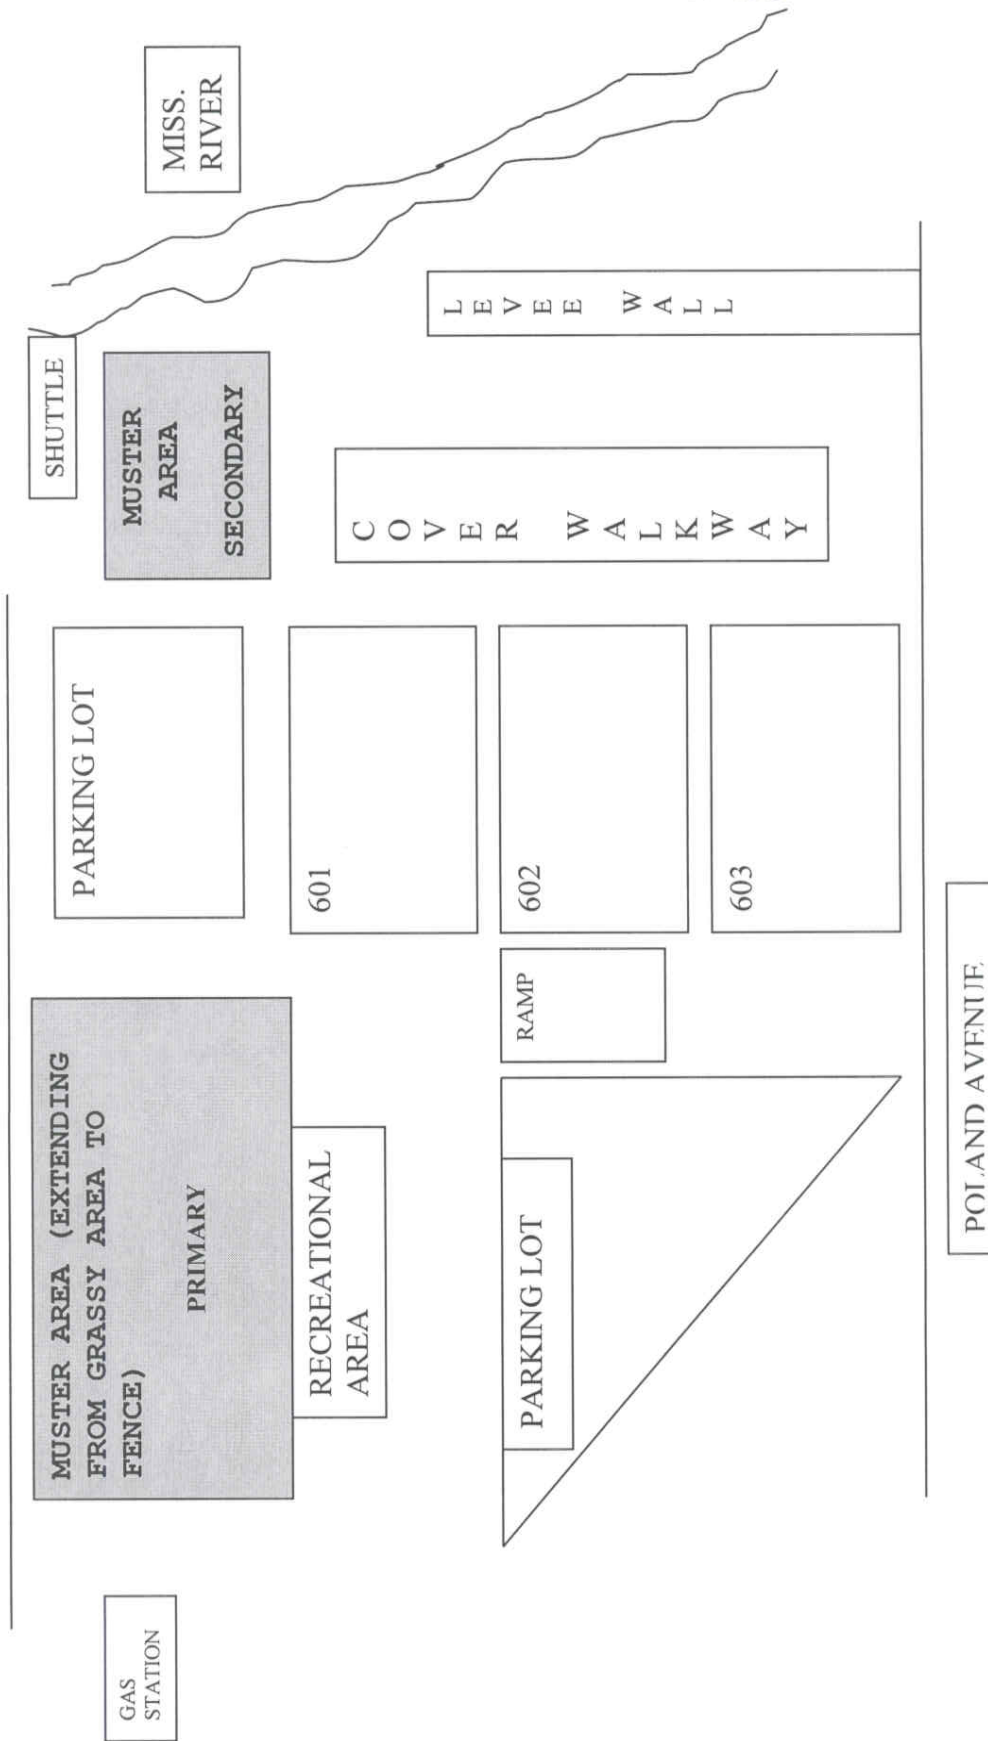 GAS
STATION
MUSTER AREA (EXTENDING
FROM GRASSY AREA TO
FENCE)
PRIMARY
RECREATIONAL
AREA
PARKING LOT
PARKING LOT
RAMP
601
602
603
SHUTTLE
MUSTER
AREA
SECONDARY
COVER WALKWAY
LEVEE WALL
MISS.
RIVER
POLAND AVENUE